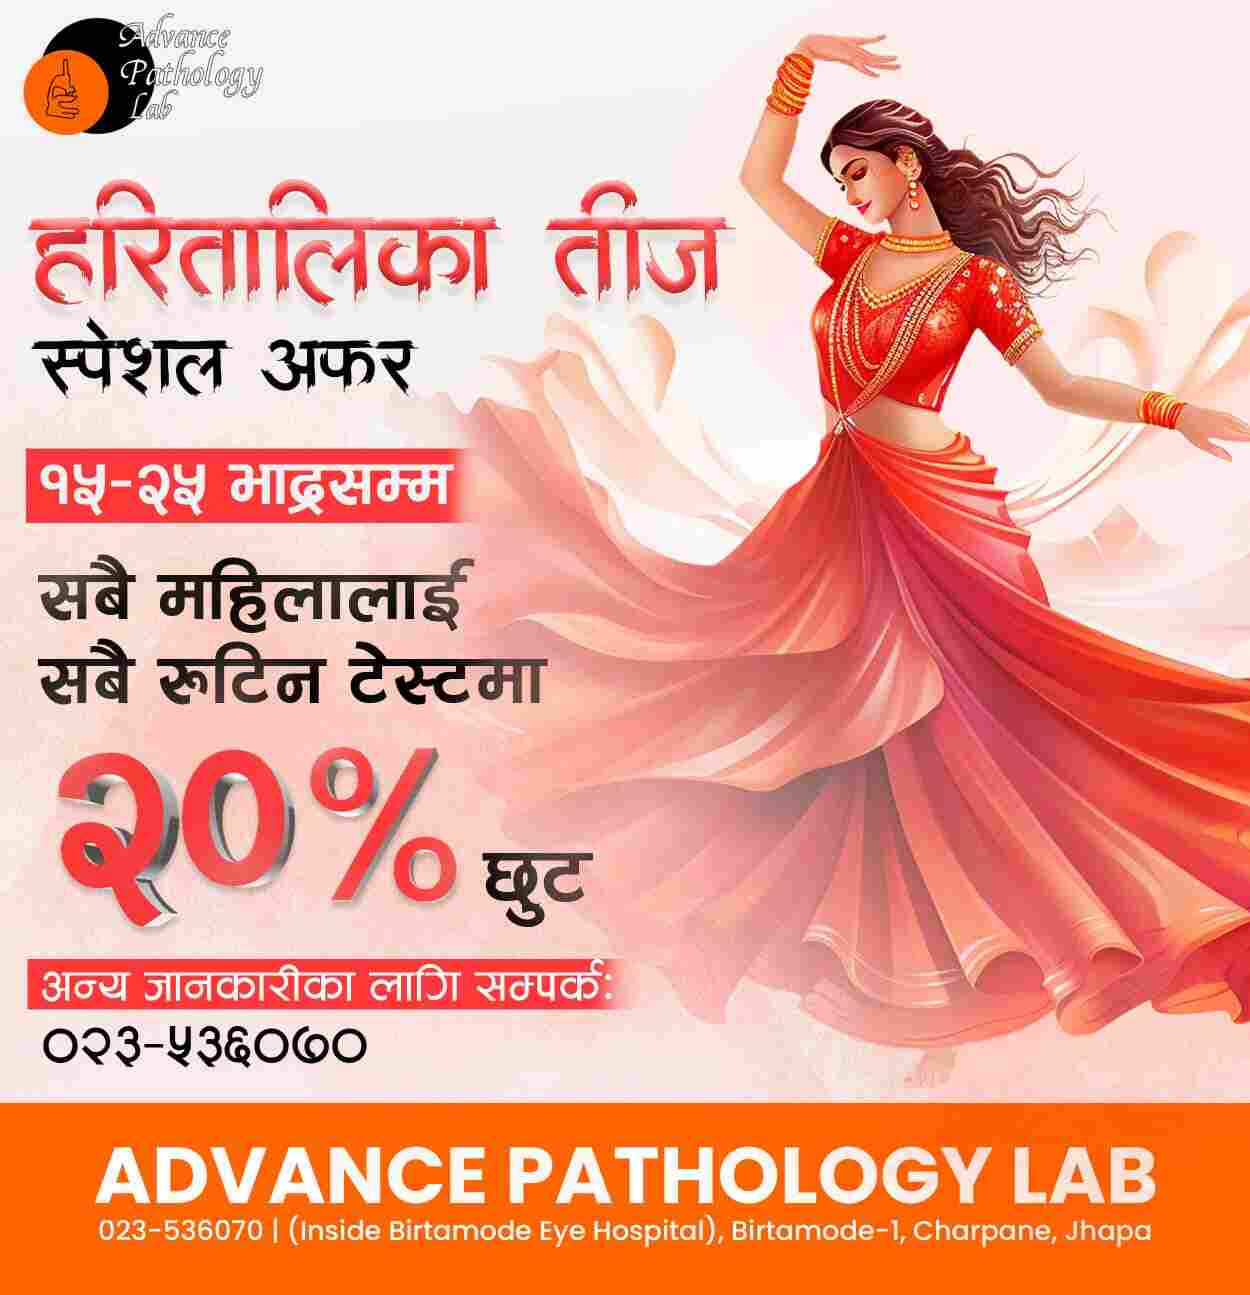 Advance
Pathology
Lab
हरितालिका तीज
स्पेशल अफर
१५-२५ भाद्रसम्म
सबै महिलालाई
सबै रूटिन टेस्टमा
२०% छुट
अन्य जानकारीका लागि सम्पर्क:
०२३-५३६०७०
ADVANCE PATHOLOGY LAB
023-536070 | (Inside Birtamode Eye Hospital), Birtamode-1, Charpane, Jhapa